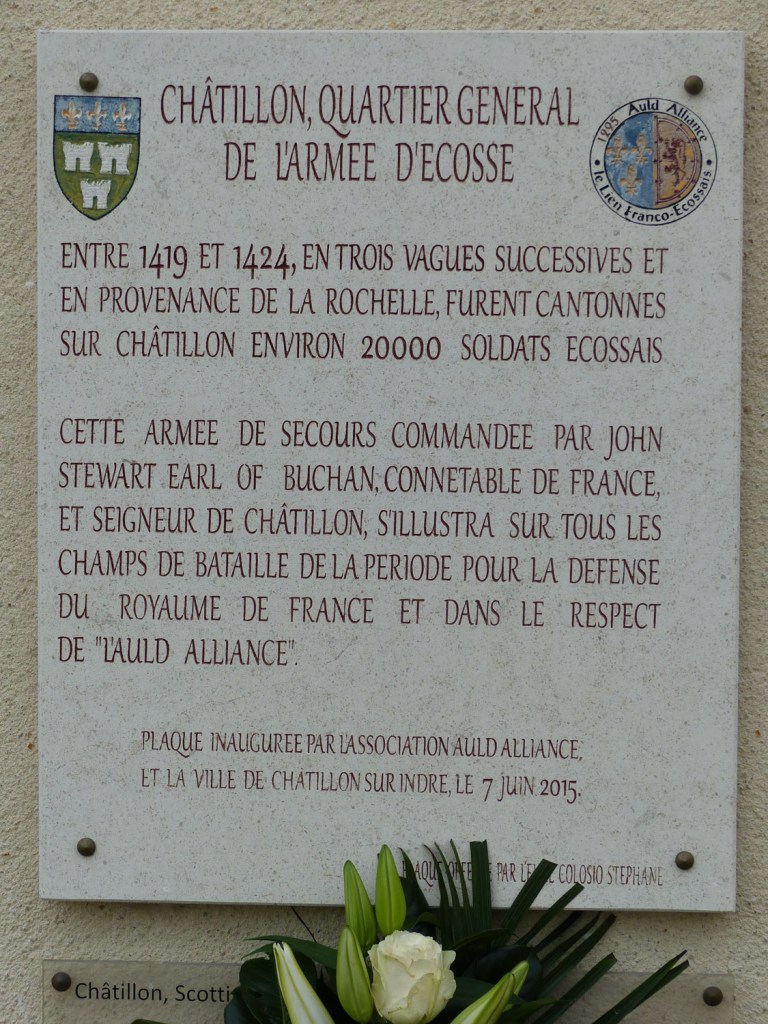 CHÂTILLON, QUARTIER GENERAL
DE L'ARMEE D'ECOSSE
1295 Auld Alliance
le Lien Franco-Ecossais
ENTRE 1419 ET 1424, EN TROIS VAGUES SUCCESSIVES ET
EN PROVENANCE DE LA ROCHELLE, FURENT CANTONNES
SUR CHÂTILLON ENVIRON 20000 SOLDATS ECOSSAIS
CETTE ARMEE DE SECOURS COMMANDEE PAR JOHN
STEWART EARL OF BUCHAN, CONNETABLE DE FRANCE,
ET SEIGNEUR DE CHÂTILLON, S'ILLUSTRA SUR TOUS LES
CHAMPS DE BATAILLE DE LA PERIODE POUR LA DEFENSE
DU ROYAUME DE FRANCE ET DANS LE RESPECT
DE "L'AULD ALLIANCE".
PLAQUE INAUGUREE PAR L'ASSOCIATION AULD ALLIANCE,
ET LA VILLE DE CHÂTILLON SUR INDRE, LE 7 JUIN 2015.
PLAQUE PAR COLOSIO STEPHANE
Châtillon, Scotti